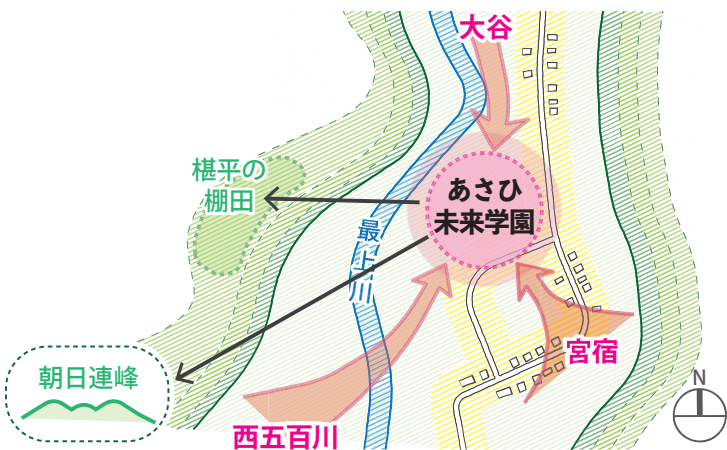 大谷
椹平の
棚田
あさひ
未来学園
最上川
宮宿
朝日連峰
N
西五百川